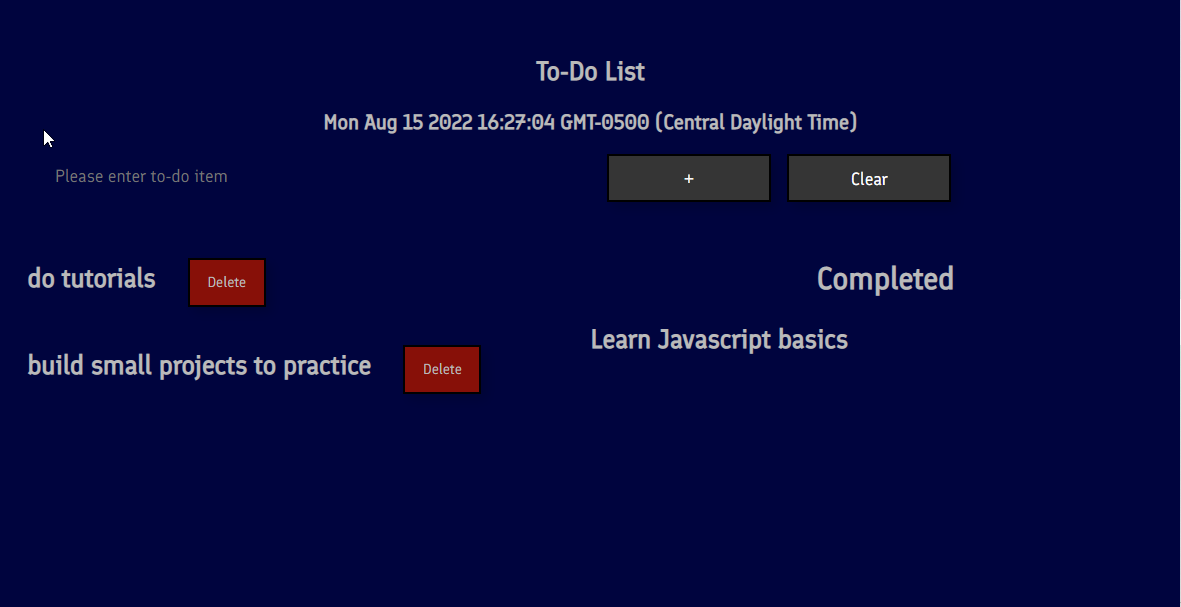 To-Do List
Mon Aug 15 2022 16:27:04 GMT-0500 (Central Daylight Time)
Please enter to-do item
+
Clear
do tutorials
Delete
Completed
Learn Javascript basics
build small projects to practice
Delete